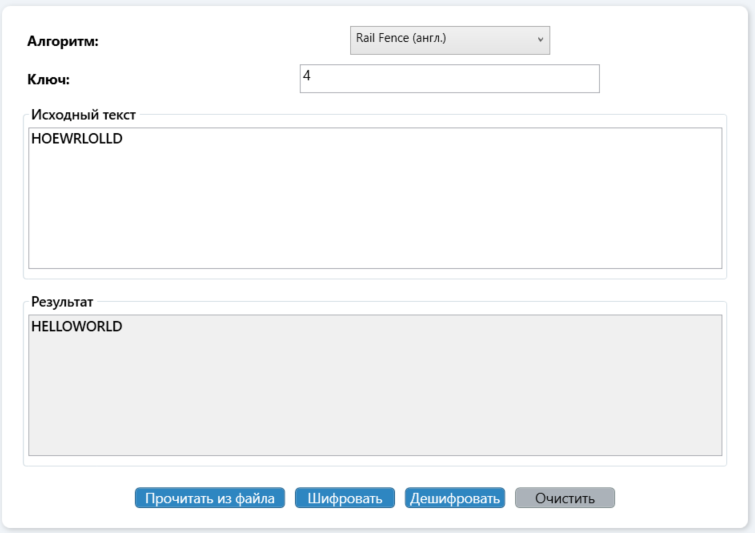 Алгоритм:
Rail Fence (англ.)
Ключ:
4
Исходный текст
HOEWRLOLLD
Результат
HELLOWORLD
Прочитать из файла
Шифровать
Дешифровать
Очистить